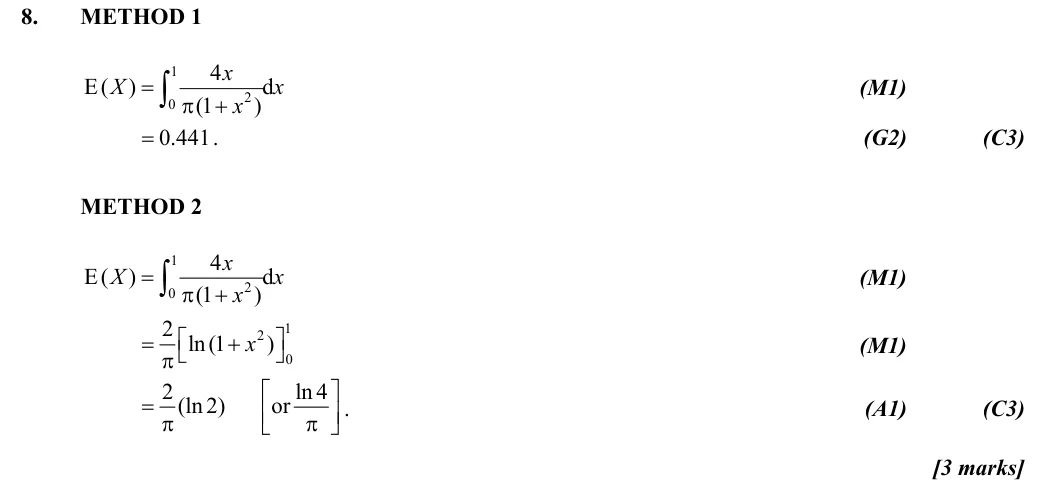 8. METHOD 1
E(X) = ∫₀¹ 4x / π(1 + x²) dx (M1)
= 0.441. (G2) (C3)
METHOD 2
E(X) = ∫₀¹ 4x / π(1 + x²) dx (M1)
= 2/π [ln(1 + x²)]₀¹ (M1)
= 2/π (ln 2) [or ln 4 / π]. (A1) (C3)
[3 marks]